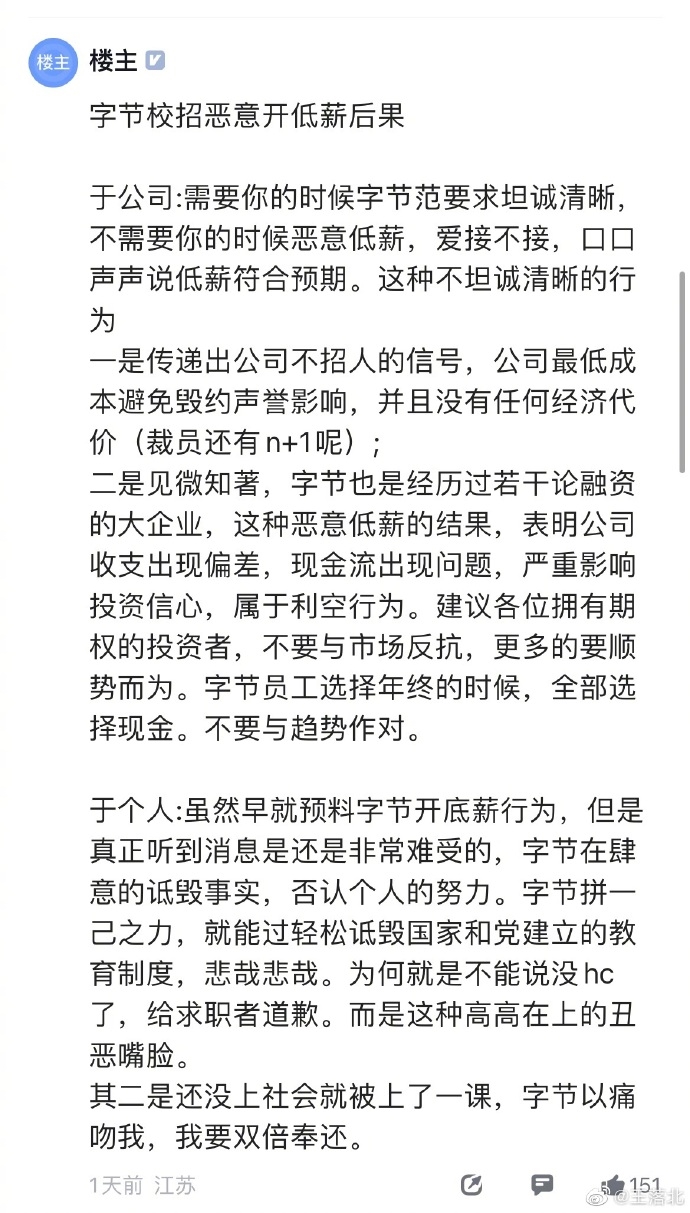 楼主
楼主
字节校招恶意开低薪后果
于公司:需要你的时候字节范要求坦诚清晰，
不需要你的时候恶意低薪，爱接不接，口口
声声说低薪符合预期。这种不坦诚清晰的行
为
一是传递出公司不招人的信号，公司最低成
本避免毁约声誉影响，并且没有任何经济代
价（裁员还有n+1呢）;
二是见微知著，字节也是经历过若干论融资
的大企业，这种恶意低薪的结果，表明公司
收支出现偏差，现金流出现问题，严重影响
投资信心，属于利空行为。建议各位拥有期
权的投资者，不要与市场反抗，更多的要顺
势而为。字节员工选择年终的时候，全部选
择现金。不要与趋势作对。
于个人:虽然早就预料字节开底薪行为，但是
真正听到消息是还是非常难受的，字节在肆
意的诋毁事实，否认个人的努力。字节拼一
己之力，就能过轻松诋毁国家和党建立的教
育制度，悲哉悲哉。为何就是不能说没hc
了，给求职者道歉。而是这种高高在上的丑
恶嘴脸。
其二是还没上社会就被上了一课，字节以痛
吻我，我要双倍奉还。
1天前 江苏
151
@王落北